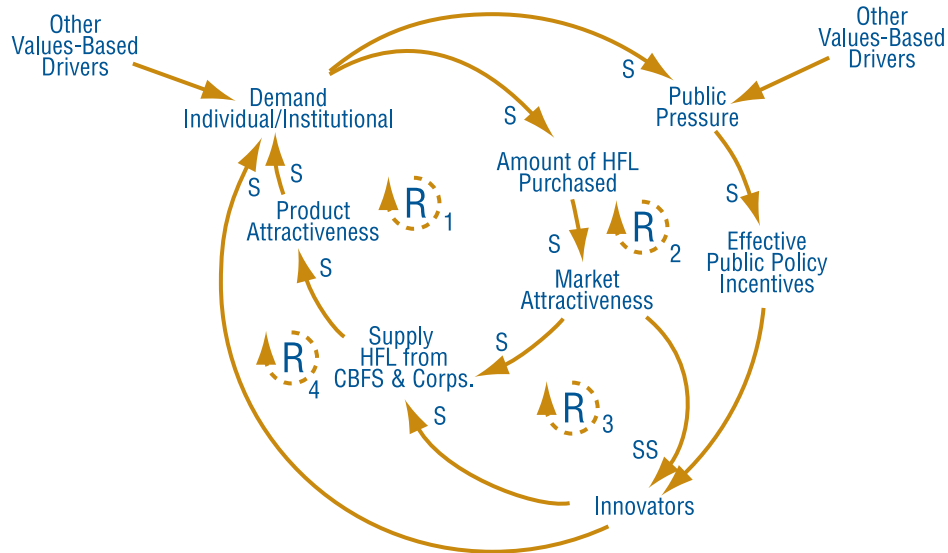 Other
Values-Based
Drivers
Other
Values-Based
Drivers
S
Demand
Individual/Institutional
Public
Pressure
S
Amount of HFL
Purchased
S
S
Product
Attractiveness
R
1
R
2
S
Effective
Public Policy
Incentives
S
Market
Attractiveness
Supply
HFL from
CBFS & Corps.
S
R
4
R
3
S
SS
Innovators